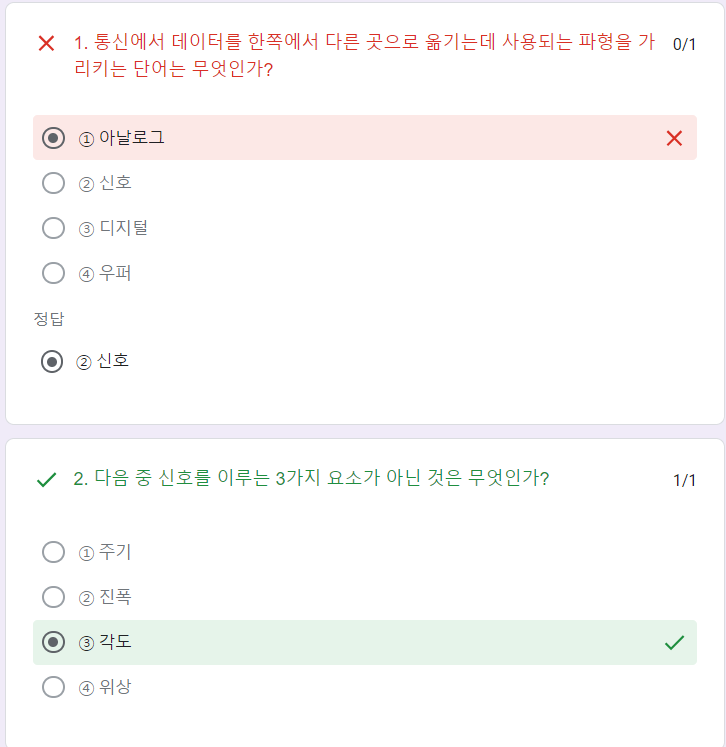 1. 통신에서 데이터를 한쪽에서 다른 곳으로 옮기는데 사용되는 파형을 가 0/1
리키는 단어는 무엇인가?
① 아날로그
② 신호
③ 디지털
④ 우퍼
정답
② 신호
2. 다음 중 신호를 이루는 3가지 요소가 아닌 것은 무엇인가? 1/1
① 주기
② 진폭
③ 각도
④ 위상